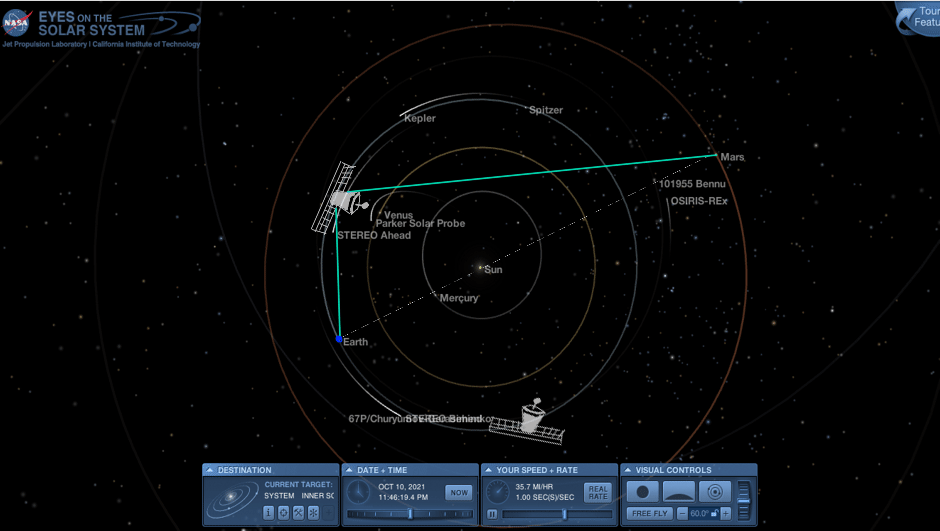 NASA
EYES ON THE
SOLAR SYSTEM
Jet Propulsion Laboratory | California Institute of Technology
Tour
Featu
Kepler
Spitzer
Mars
101955 Bennu
OSIRIS-REx
Venus
Parker Solar Probe
STEREO Ahead
Sun
Mercury
Earth
67P/Churyumov-Gerasimenko
STEREO Behind
DESTINATION
CURRENT TARGET:
SYSTEM INNER SO
DATE + TIME
OCT 10, 2021
11:46:19.4 PM
NOW
YOUR SPEED + RATE
35.7 MI/HR
1.00 SEC(S)/SEC
REAL
RATE
VISUAL CONTROLS
FREE FLY
60.0°